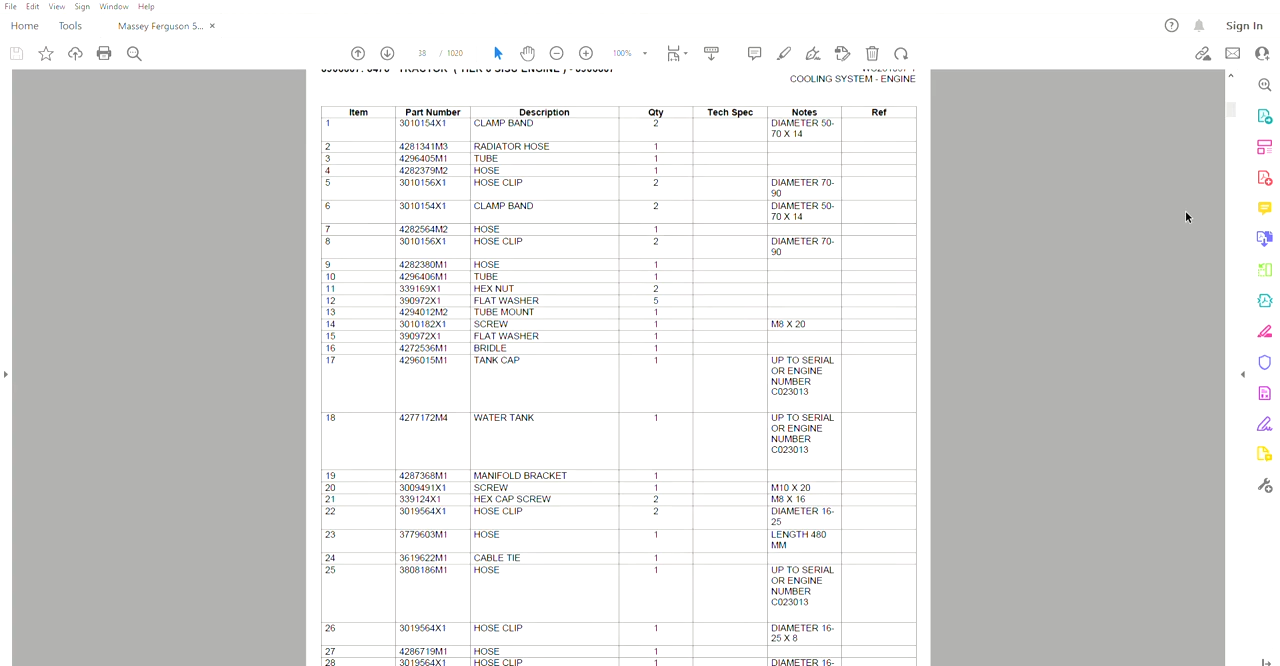 File Edit View Sign Window Help
Home Tools Massey Ferguson 5... × Sign In
38 / 1020 100%
COOLING SYSTEM - ENGINE
Item Part Number Description Qty Tech Spec Notes Ref
1 3010154X1 CLAMP BAND 2 DIAMETER 50-
70 X 14
2 4281341M3 RADIATOR HOSE 1
3 4296405M1 TUBE 1
4 4282379M2 HOSE 1
5 3010156X1 HOSE CLIP 2 DIAMETER 70-
90
6 3010154X1 CLAMP BAND 2 DIAMETER 50-
70 X 14
7 4282564M2 HOSE 1
8 3010156X1 HOSE CLIP 2 DIAMETER 70-
90
9 4282380M1 HOSE 1
10 4296406M1 TUBE 1
11 339169X1 HEX NUT 2
12 390972X1 FLAT WASHER 5
13 4294012M2 TUBE MOUNT 1
14 3010182X1 SCREW 1 M8 X 20
15 390972X1 FLAT WASHER 1
16 4272536M1 BRIDLE 1
17 4296015M1 TANK CAP 1 UP TO SERIAL
OR ENGINE
NUMBER
C023013
18 4277172M4 WATER TANK 1 UP TO SERIAL
OR ENGINE
NUMBER
C023013
19 4287368M1 MANIFOLD BRACKET 1
20 3009491X1 SCREW 1 M10 X 20
21 339124X1 HEX CAP SCREW 2 M8 X 16
22 3019564X1 HOSE CLIP 2 DIAMETER 16-
25
23 3779603M1 HOSE 1 LENGTH 480
MM
24 3619622M1 CABLE TIE 1
25 3808186M1 HOSE 1 UP TO SERIAL
OR ENGINE
NUMBER
C023013
26 3019564X1 HOSE CLIP 1 DIAMETER 16-
25 X 8
27 4286719M1 HOSE 1
28 3019564X1 HOSE CLIP 1 DIAMETER 16-